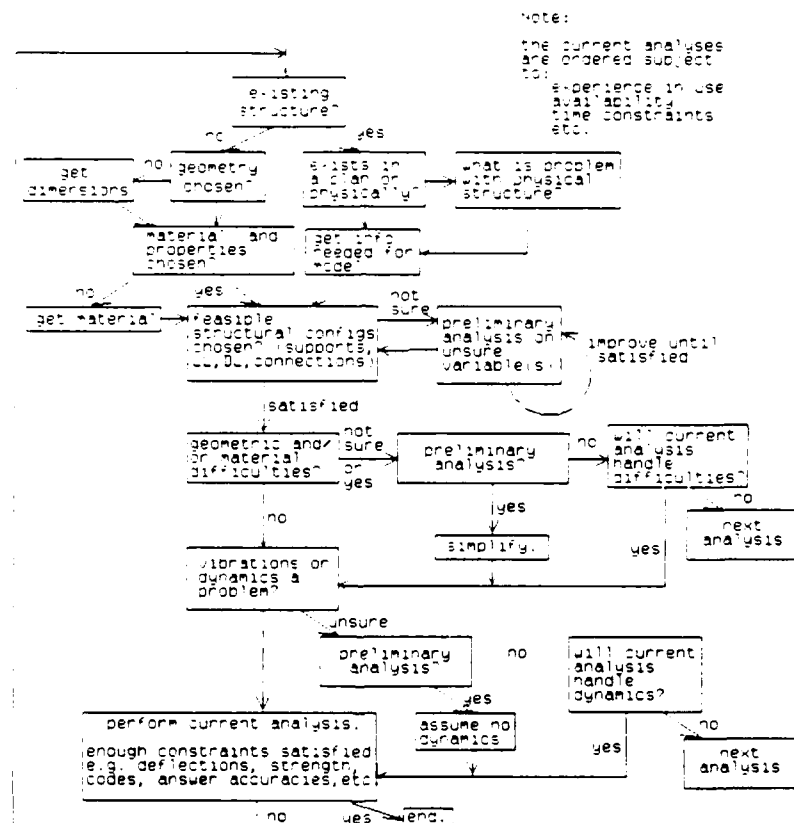 Note:
the current analyses
are ordered subject
to:
experience in use
availability
time constraints
etc.
existing
structure?
no
yes
get
dimensions
no
geometry
chosen?
exists in
a plan or
physically?
what is problem
with physical
structure
material and
properties
chosen?
get info
needed for
model
no
yes
get material
feasible
structural configs
chosen? (supports,
LL,DL,connections)
not
sure
preliminary
analysis on
unsure
variable(s)
improve until
satisfied
satisfied
geometric and/
or material
difficulties?
not
sure
or
yes
preliminary
analysis?
no
will current
analysis
handle
difficulties?
no
next
analysis
yes
simplify.
yes
no
vibrations or
dynamics a
problem?
unsure
preliminary
analysis?
no
will current
analysis
handle
dynamics?
yes
assume no
dynamics
yes
no
next
analysis
perform current analysis.
enough constraints satisfied
e.g. deflections, strength,
codes, answer accuracies,etc
no
yes
end.